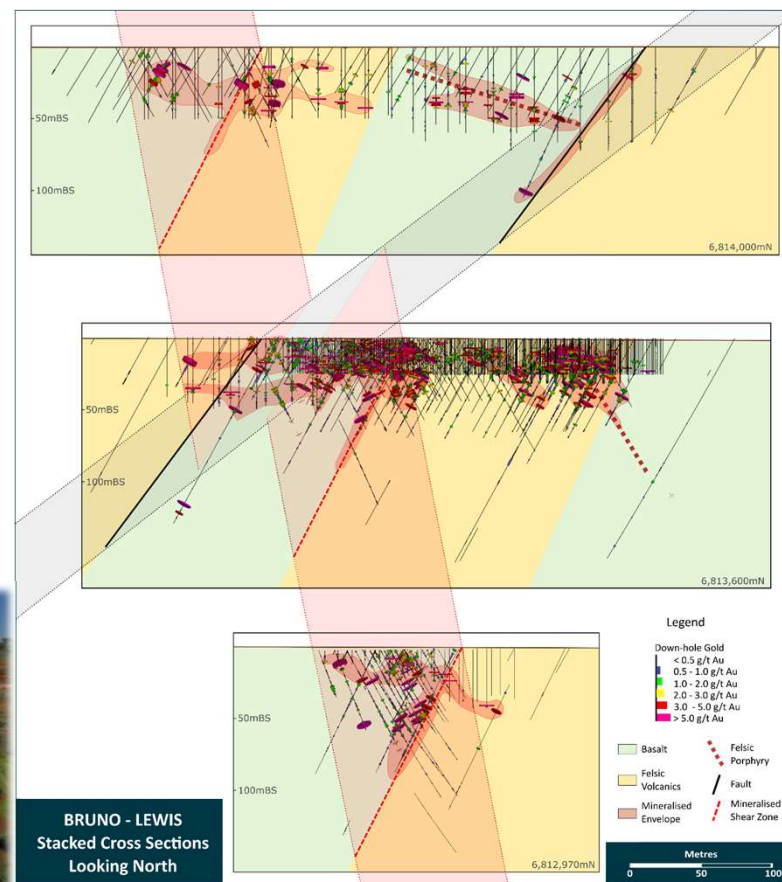 50mBS
100mBS
6,814,000mN
50mBS
100mBS
6,813,600mN
50mBS
100mBS
6,812,970mN
Legend
Down-hole Gold
< 0.5 g/t Au
0.5 - 1.0 g/t Au
1.0 - 2.0 g/t Au
2.0 - 3.0 g/t Au
3.0 - 5.0 g/t Au
> 5.0 g/t Au
Basalt
Felsic
Volcanics
Mineralised
Envelope
Felsic
Porphyry
Fault
Mineralised
Shear Zone
BRUNO - LEWIS
Stacked Cross Sections
Looking North
Metres
0 50